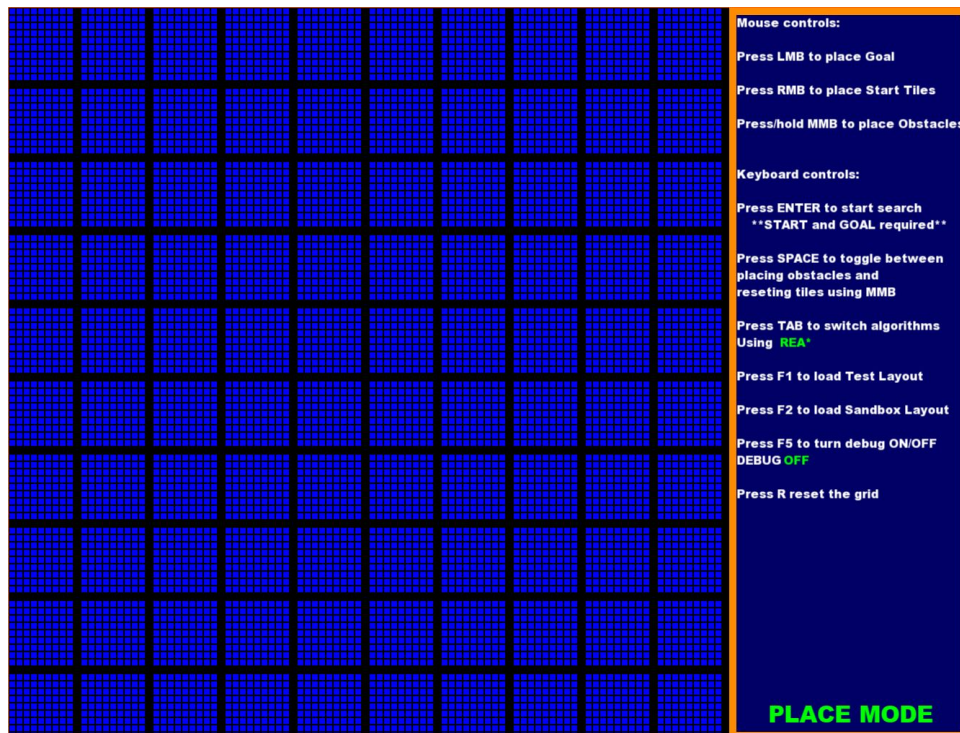 Mouse controls:
Press LMB to place Goal
Press RMB to place Start Tiles
Press/hold MMB to place Obstacles
Keyboard controls:
Press ENTER to start search
**START and GOAL required**
Press SPACE to toggle between
placing obstacles and
reseting tiles using MMB
Press TAB to switch algorithms
Using REA*
Press F1 to load Test Layout
Press F2 to load Sandbox Layout
Press F5 to turn debug ON/OFF
DEBUG OFF
Press R reset the grid
PLACE MODE